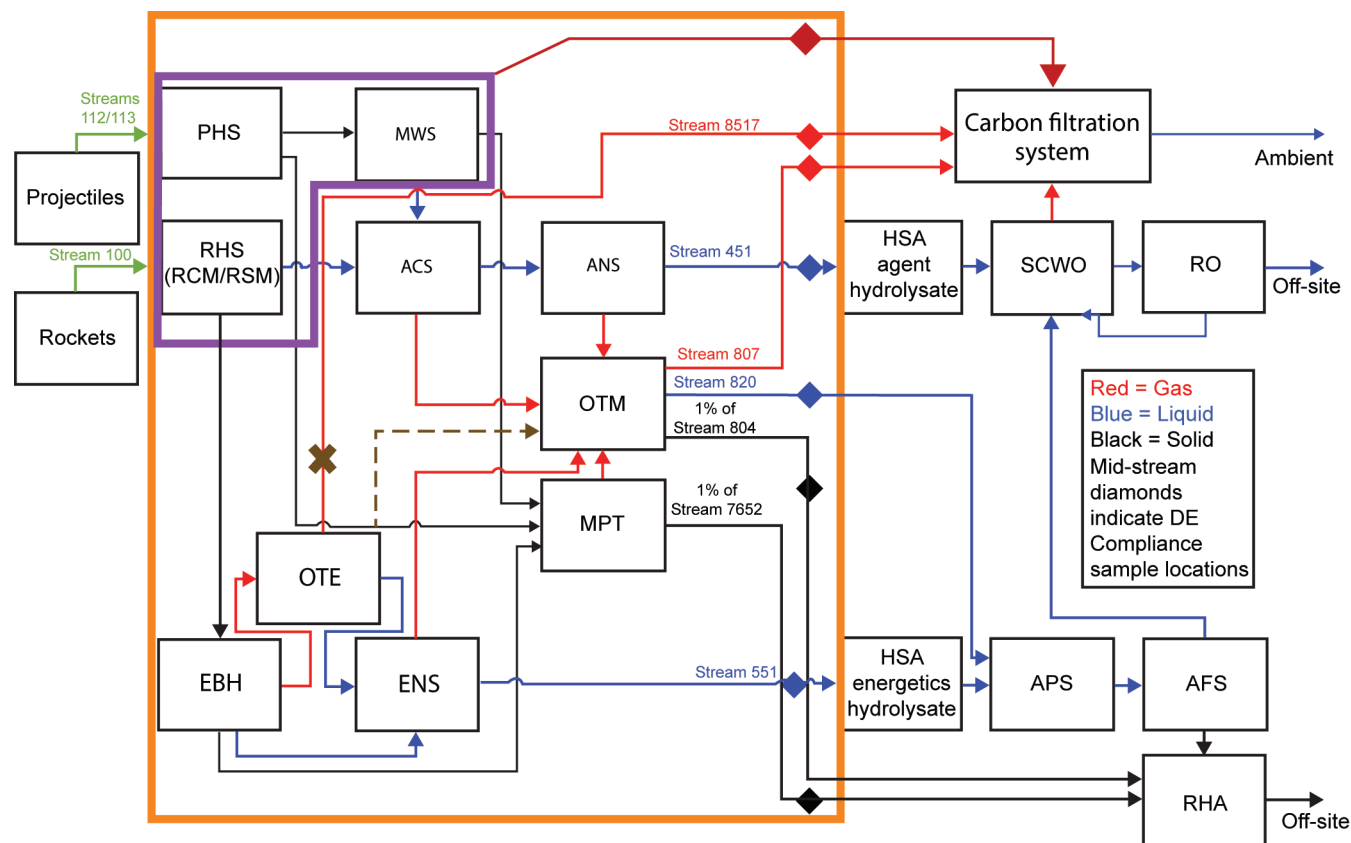 Streams
112/113
PHS
MWS
Stream 8517
Carbon filtration
system
Ambient
Projectiles
Stream 100
RHS
(RCM/RSM)
ACS
ANS
Stream 451
HSA
agent
hydrolysate
SCWO
RO
Off-site
Rockets
OTM
Stream 807
Stream 820
1% of
Stream 804
Red = Gas
Blue = Liquid
Black = Solid
Mid-stream
diamonds
indicate DE
Compliance
sample locations
MPT
1% of
Stream 7652
OTE
EBH
ENS
Stream 551
HSA
energetics
hydrolysate
APS
AFS
RHA
Off-site